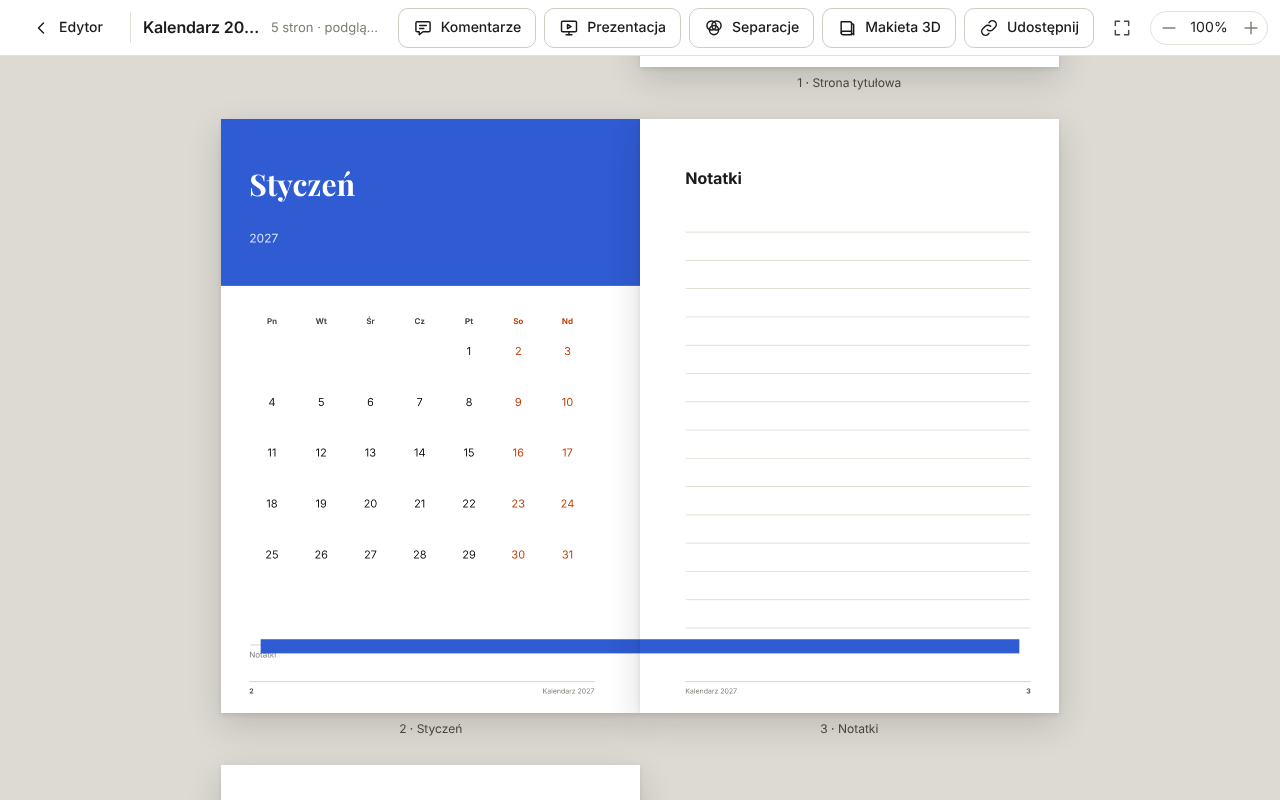 Edytor
Kalendarz 20...
5 stron · podglą...
Komentarze
Prezentacja
Separacje
Makieta 3D
Udostępnij
100%
1 · Strona tytułowa
Styczeń
2027
Pn Wt Śr Cz Pt So Nd
1 2 3
4 5 6 7 8 9 10
11 12 13 14 15 16 17
18 19 20 21 22 23 24
25 26 27 28 29 30 31
Notatki
2 Kalendarz 2027
Notatki
Kalendarz 2027 3
2 · Styczeń
3 · Notatki